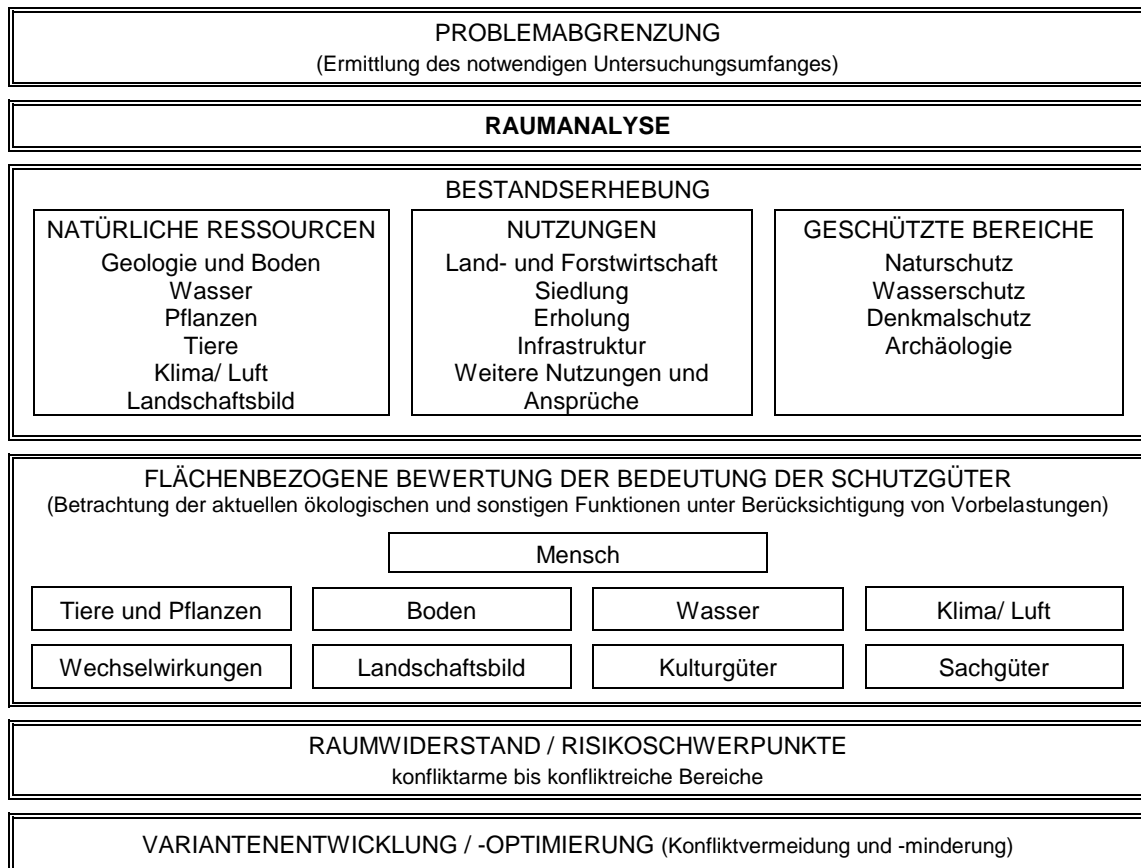 PROBLEMABGRENZUNG
(Ermittlung des notwendigen Untersuchungsumfanges)
RAUMANALYSE
BESTANDSERHEBUNG
NATÜRLICHE RESSOURCEN
Geologie und Boden
Wasser
Pflanzen
Tiere
Klima/ Luft
Landschaftsbild
NUTZUNGEN
Land- und Forstwirtschaft
Siedlung
Erholung
Infrastruktur
Weitere Nutzungen und
Ansprüche
GESCHÜTZTE BEREICHE
Naturschutz
Wasserschutz
Denkmalschutz
Archäologie
FLÄCHENBEZOGENE BEWERTUNG DER BEDEUTUNG DER SCHUTZGÜTER
(Betrachtung der aktuellen ökologischen und sonstigen Funktionen unter Berücksichtigung von Vorbelastungen)
Mensch
Tiere und Pflanzen
Boden
Wasser
Klima/ Luft
Wechselwirkungen
Landschaftsbild
Kulturgüter
Sachgüter
RAUMWIDERSTAND / RISIKOSCHWERPUNKTE
konfliktarme bis konfliktreiche Bereiche
VARIANTENENTWICKLUNG / -OPTIMIERUNG (Konfliktvermeidung und -minderung)